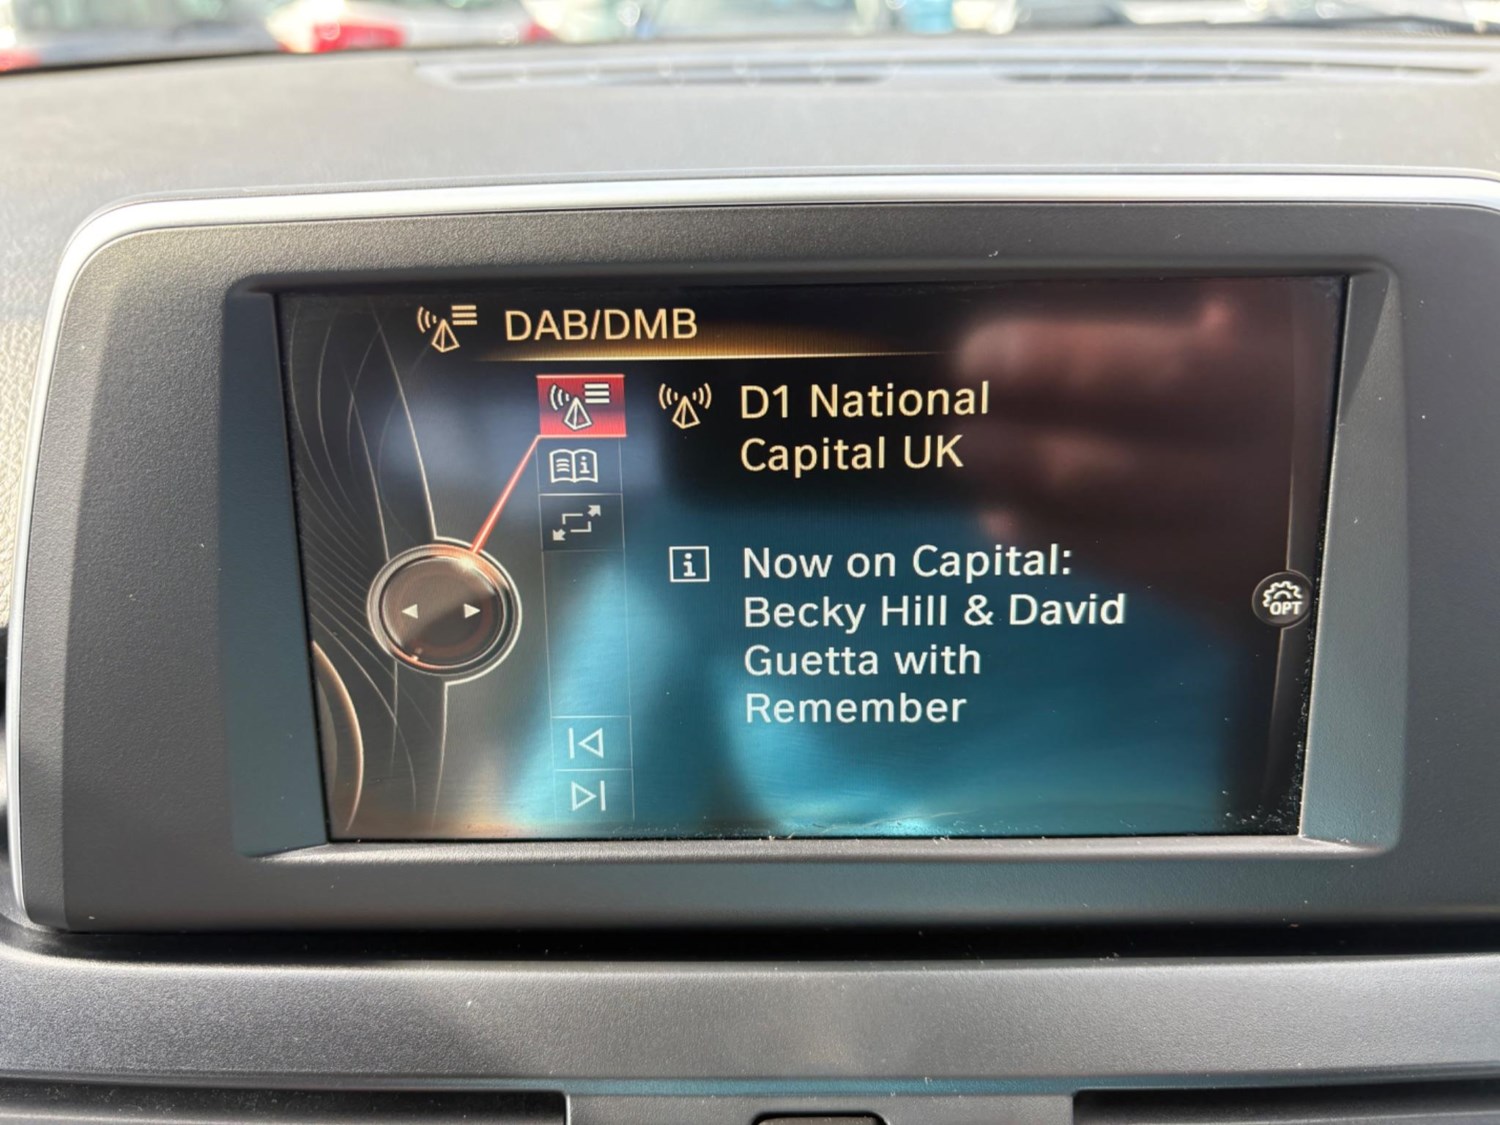 DAB/DMB
D1 National
Capital UK
Now on Capital:
Becky Hill & David
Guetta with
Remember
OPT